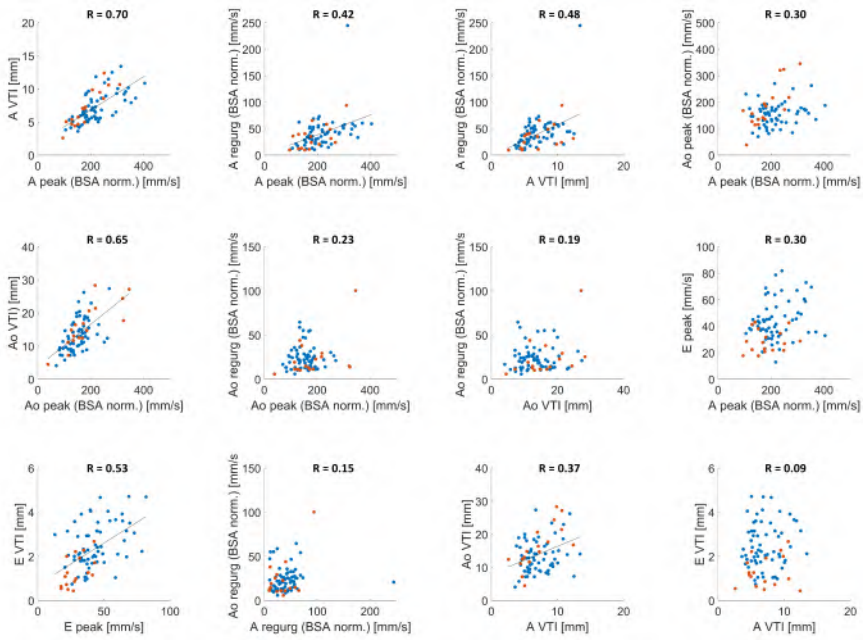 R = 0.70
A VTI [mm]
20
15
10
5
0
0 200 400
A peak (BSA norm.) [mm/s]
R = 0.42
A regurg (BSA norm.) [mm/s]
250
200
150
100
50
0
0 200 400
A peak (BSA norm.) [mm/s]
R = 0.48
A regurg (BSA norm.) [mm/s]
250
200
150
100
50
0
0 10 20
A VTI [mm]
R = 0.30
Ao peak (BSA norm.) [mm/s]
500
400
300
200
100
0
0 200 400
A peak (BSA norm.) [mm/s]
R = 0.65
Ao VTI) [mm]
40
30
20
10
0
0 200 400
Ao peak (BSA norm.) [mm/s]
R = 0.23
Ao regurg (BSA norm.) [mm/s
150
100
50
0
0 200 400
Ao peak (BSA norm.) [mm/s]
R = 0.19
Ao regurg (BSA norm.) [mm/s
150
100
50
0
0 20 40
Ao VTI [mm]
R = 0.30
E peak [mm/s]
100
80
60
40
20
0
0 200 400
A peak (BSA norm.) [mm/s]
R = 0.53
E VTI [mm]
6
4
2
0
0 50 100
E peak [mm/s]
R = 0.15
Ao regurg (BSA norm.) [mm/s
150
100
50
0
0 100 200
A regurg (BSA norm.) [mm/s]
R = 0.37
Ao VTI [mm]
40
30
20
10
0
0 10 20
A VTI [mm]
R = 0.09
E VTI [mm]
6
4
2
0
0 10 20
A VTI [mm]